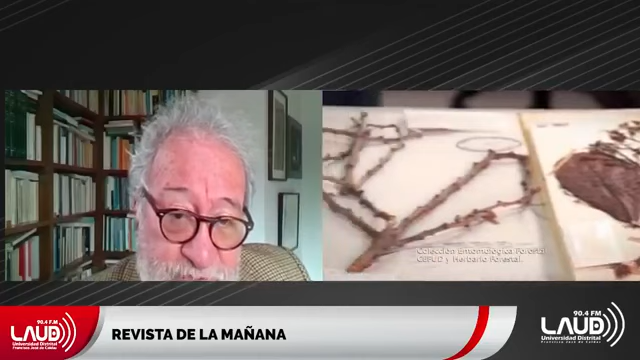 Colección Entomológica Forestal
CEFUD y Herbario Forestal.
90.4 FM
LAUD
Universidad Distrital
Francisco José de Caldas
REVISTA DE LA MAÑANA
90.4 FM
LAUD
Universidad Distrital
Francisco José de Caldas